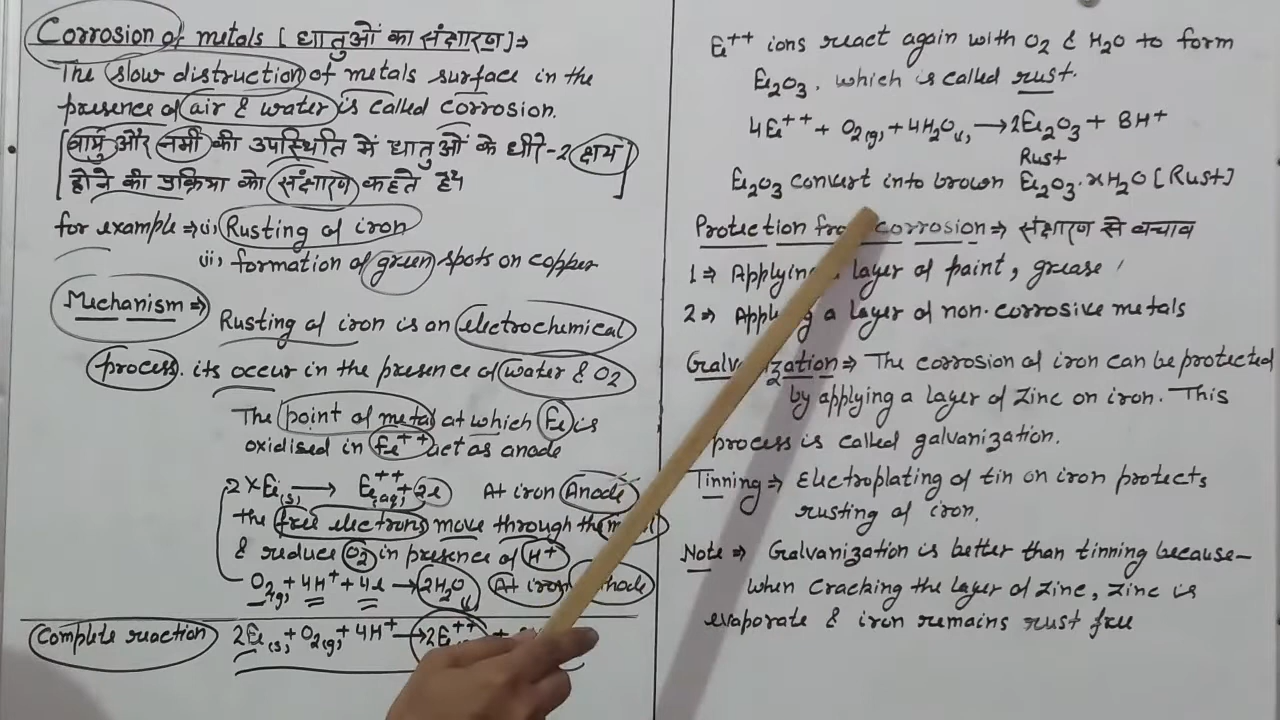 Corrosion of metals [ धातुओं का संक्षारण ]⇒
The slow distruction of metals surface in the
presence of air & water is called corrosion.
[ वायु और नमी की उपस्थिति में धातुओं के धीरे-2 क्षय
होने की प्रक्रिया को संक्षारण कहते हैं ]
for example ⇒ (i) Rusting of iron
(ii) formation of green spots on copper
Mechanism ⇒ Rusting of iron is an electrochemical
process. its occur in the presence of water & O2
The point of metal at which Fe is
oxidised in Fe++ act as anode
2×Fe(s) → Fe++(aq) + 2e At iron Anode
the free electrons move through the
& reduce O2 in presence of H+
O2(g) + 4H+ + 4e → 2H2O(l) At iron
Complete reaction 2Fe(s) + O2(g) + 4H+ → 2Fe++ +
Fe++ ions react again with O2 & H2O to form
Fe2O3. which is called rust.
4Fe++ + O2(g) + 4H2O(l) → 2Fe2O3 + 8H+
Rust
Fe2O3 convert into brown Fe2O3.xH2O [Rust]
Protection from corrosion ⇒ संक्षारण से बचाव
1 ⇒ Applying a layer of paint, grease
2 ⇒ Apply a layer of non-corrosive metals
Galvanization ⇒ The corrosion of iron can be protected
by applying a layer of zinc on iron. This
process is called galvanization.
Tinning ⇒ Electroplating of tin on iron protects
rusting of iron.
Note ⇒ Galvanization is better than tinning because-
when cracking the layer of zinc, zinc is
evaporate & iron remains rust free